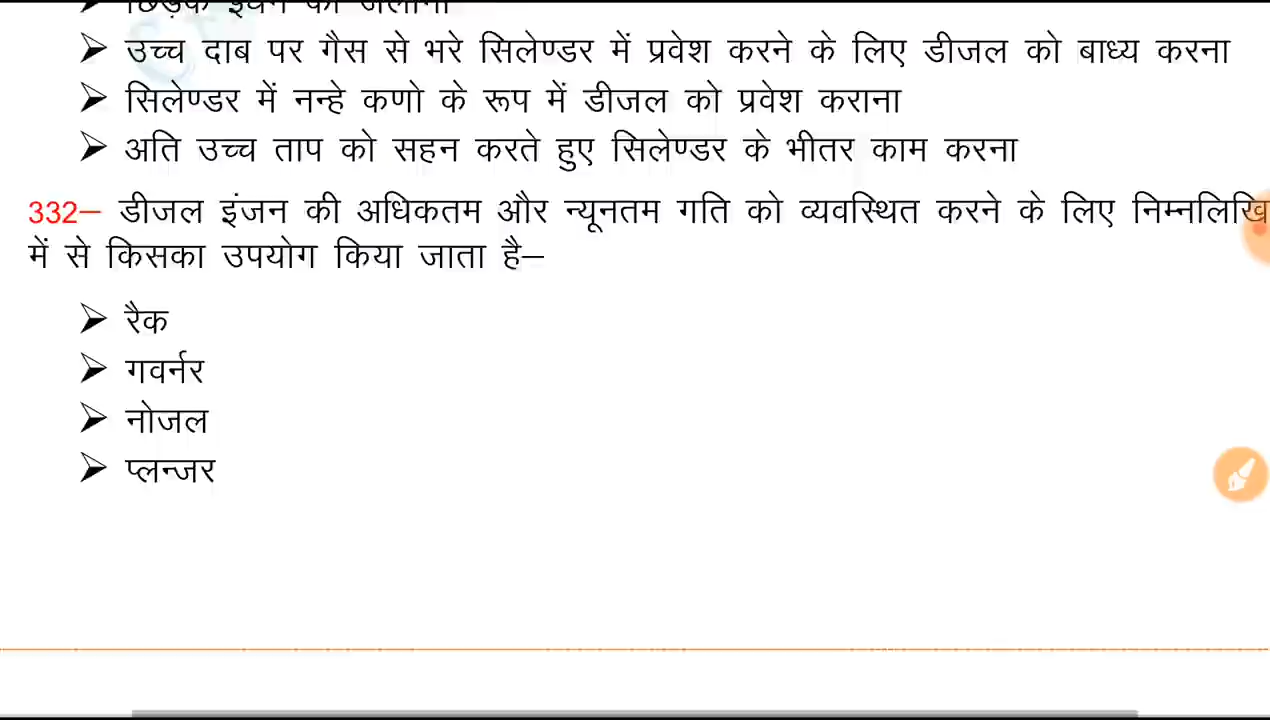 ➤ छिड़के ईंधन को जलाना
➤ उच्च दाब पर गैस से भरे सिलेण्डर में प्रवेश करने के लिए डीजल को बाध्य करना
➤ सिलेण्डर में नन्हे कणो के रूप में डीजल को प्रवेश कराना
➤ अति उच्च ताप को सहन करते हुए सिलेण्डर के भीतर काम करना
332– डीजल इंजन की अधिकतम और न्यूनतम गति को व्यवस्थित करने के लिए निम्नलिखि
में से किसका उपयोग किया जाता है–
➤ रैक
➤ गवर्नर
➤ नोजल
➤ प्लन्जर